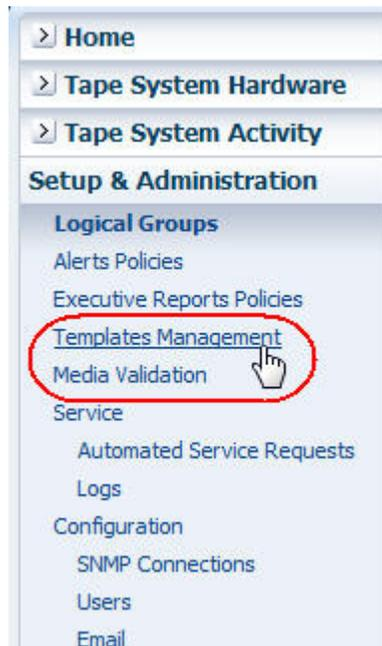 Home
Tape System Hardware
Tape System Activity
Setup & Administration
Logical Groups
Alerts Policies
Executive Reports Policies
Templates Management
Media Validation
Service
Automated Service Requests
Logs
Configuration
SNMP Connections
Users
Email